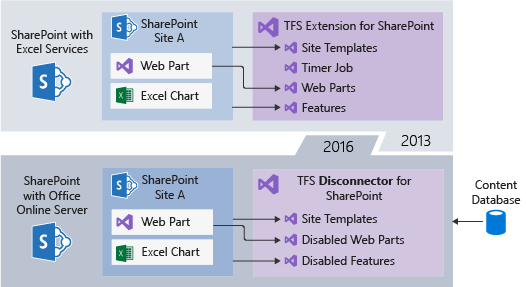 SharePoint with
Excel Services
SharePoint
Site A
Web Part
Excel Chart
TFS Extension for SharePoint
Site Templates
Timer Job
Web Parts
Features
2016
2013
SharePoint
with Office
Online Server
SharePoint
Site A
Web Part
Excel Chart
TFS Disconnector for
SharePoint
Site Templates
Disabled Web Parts
Disabled Features
Content
Database